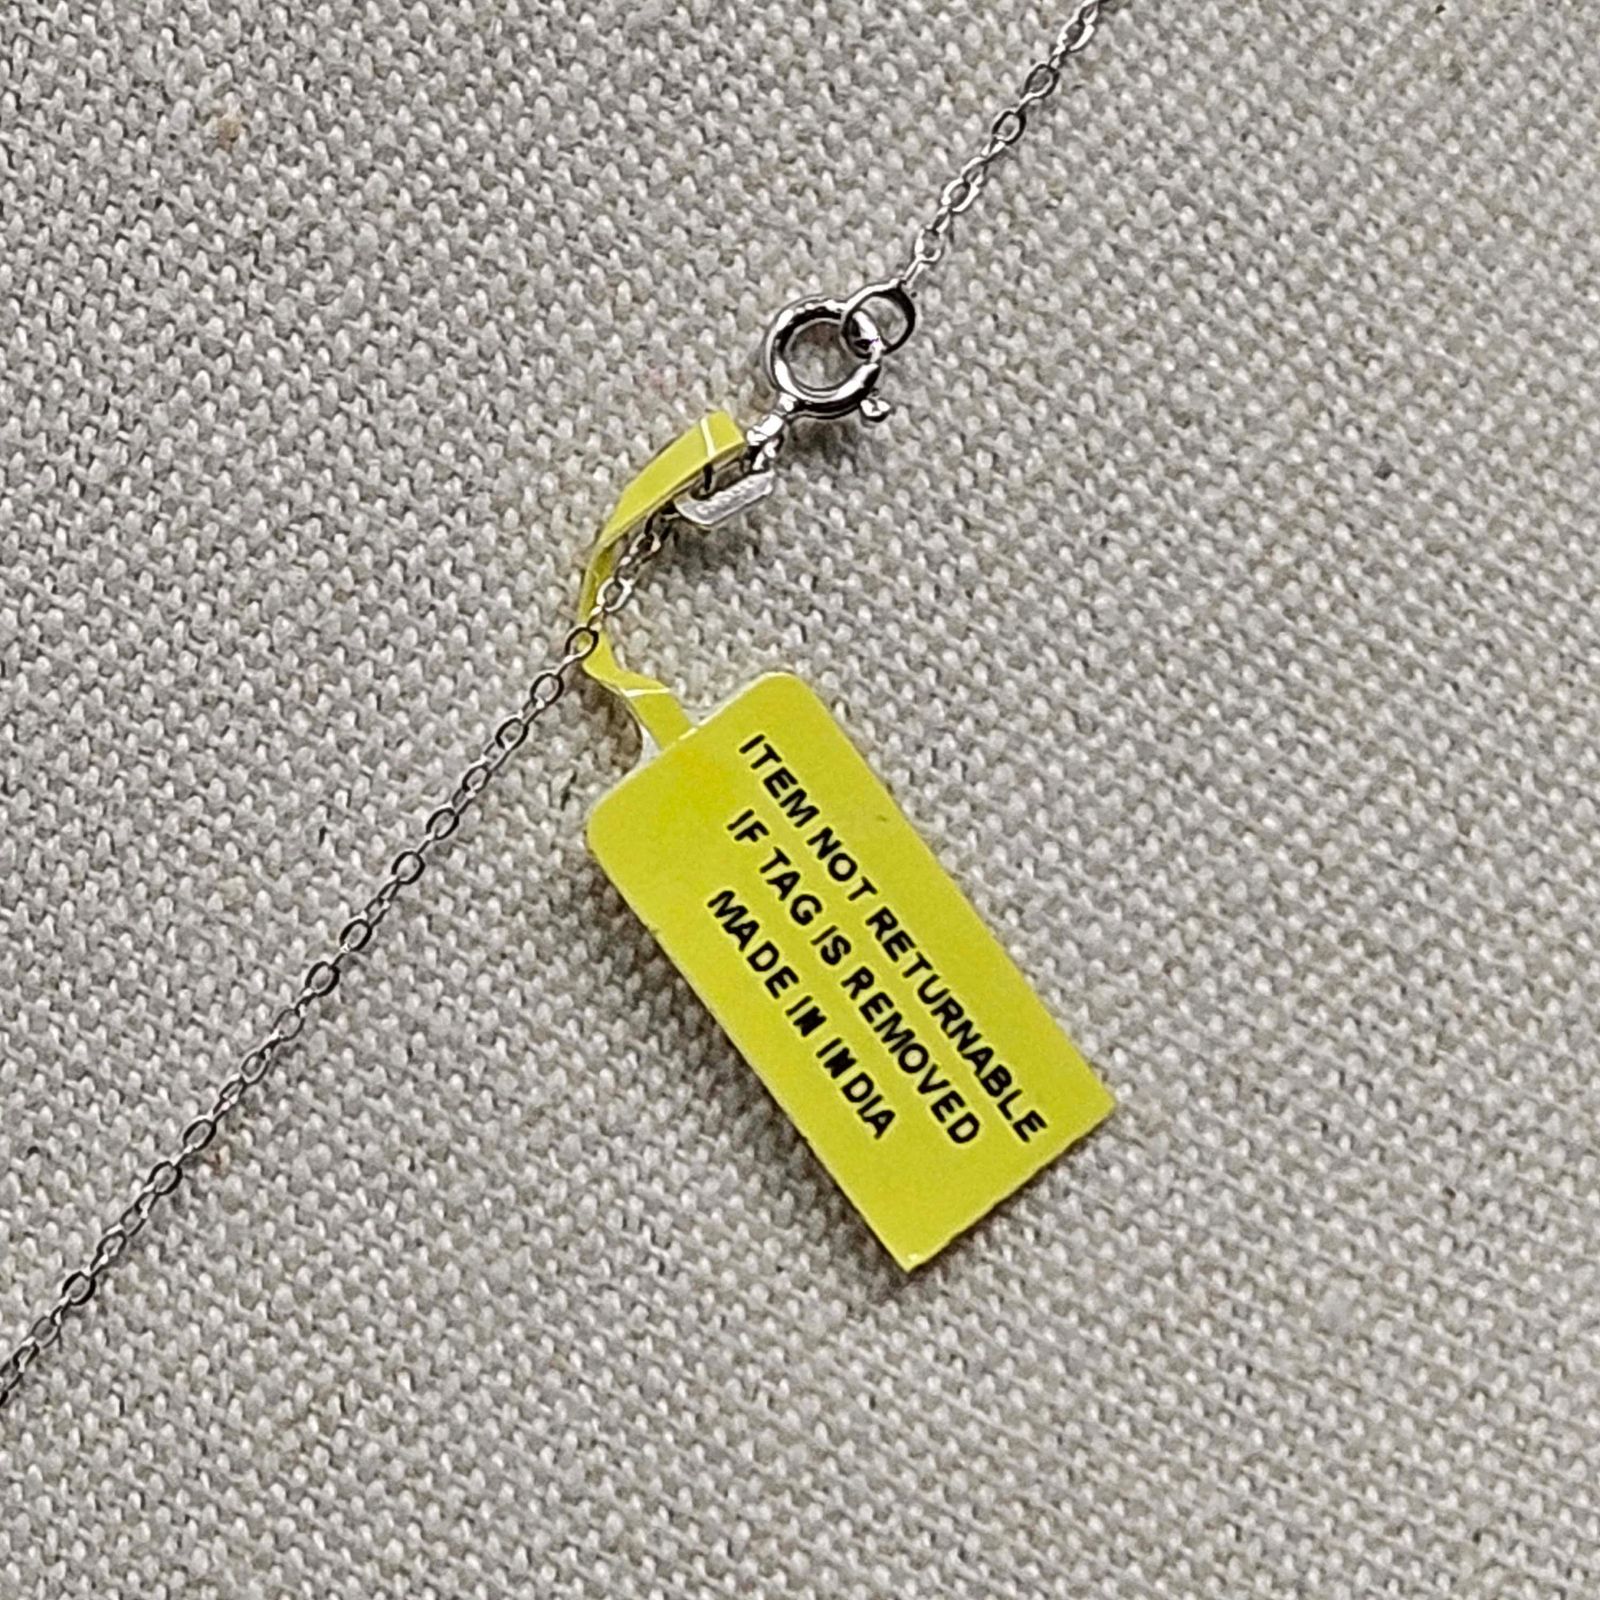 ITEM NOT RETURNABLE
IF TAG IS REMOVED
MADE IN INDIA